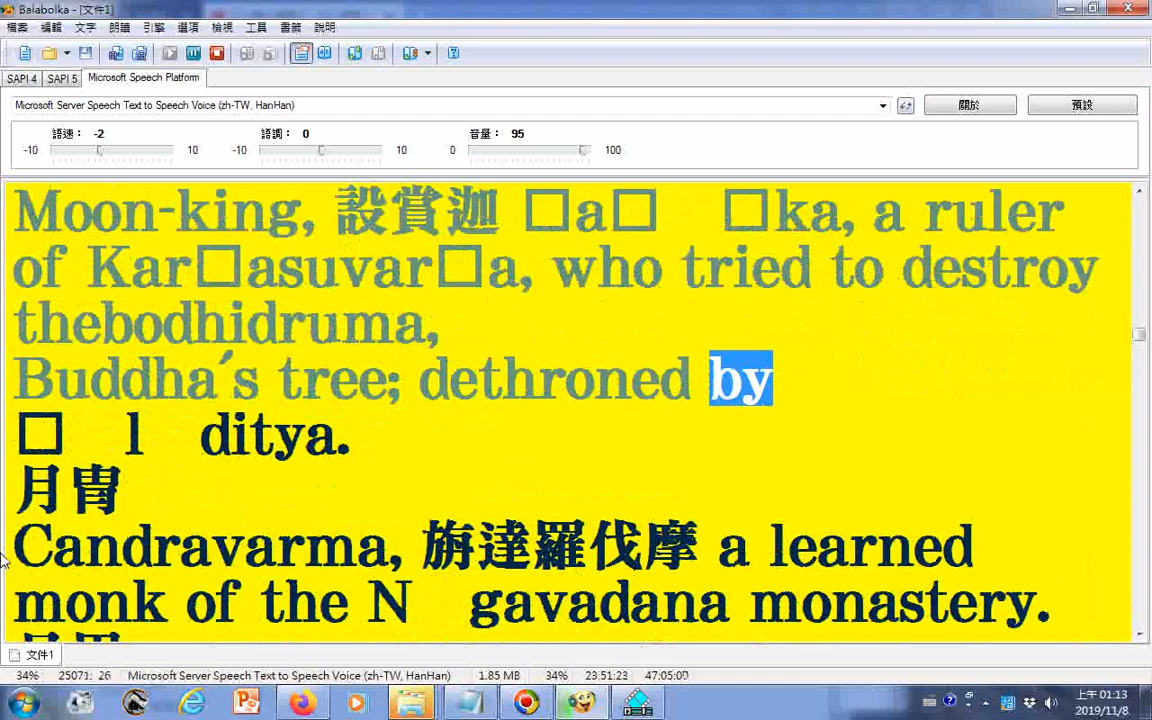 Balabolka - [文件1]
檔案 編輯 文字 朗讀 引擎 選項 檢視 工具 書籤 說明
SAPI 4 SAPI 5 Microsoft Speech Platform
Microsoft Server Speech Text to Speech Voice (zh-TW, HanHan) 關於 預設
語速： -2 語調： 0 音量： 95
-10 10 -10 10 0 100
Moon-king, 設賞迦 □a□ □ka, a ruler
of Kar□asuvar□a, who tried to destroy
thebodhidruma,
Buddha's tree; dethroned by
□ l ditya.
月冑
Candravarma, 旃達羅伐摩 a learned
monk of the N gavadana monastery.
文件1
34% 25071: 26 Microsoft Server Speech Text to Speech Voice (zh-TW, HanHan) 1.85 MB 34% 23:51:23 47:05:00
上午 01:13
2019/11/8